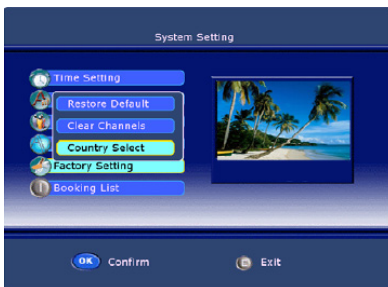 System Setting
Time Setting
Restore Default
Clear Channels
Country Select
Factory Setting
Booking List
OK Confirm
Exit